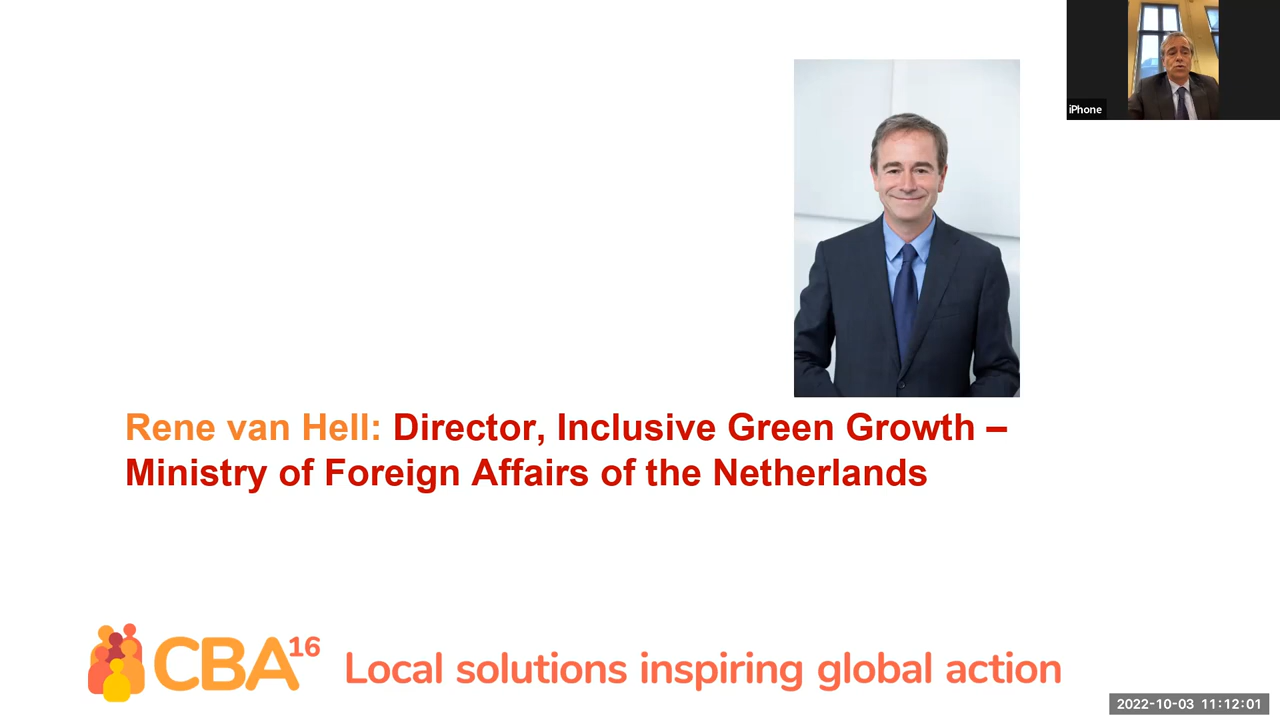 iPhone
Rene van Hell: Director, Inclusive Green Growth –
Ministry of Foreign Affairs of the Netherlands
CBA16 Local solutions inspiring global action
2022-10-03 11:12:01